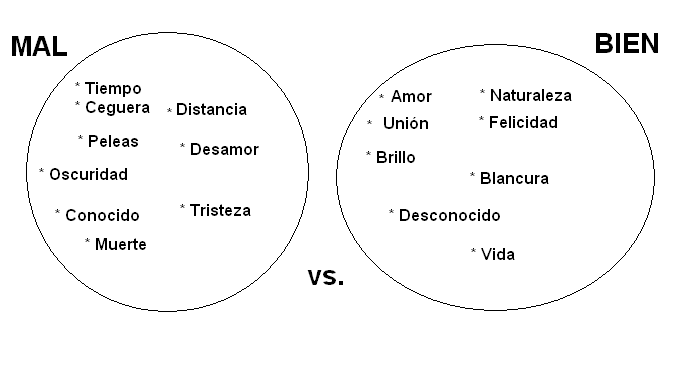 MAL
* Tiempo
* Ceguera
* Distancia
* Peleas
* Desamor
* Oscuridad
* Conocido
* Tristeza
* Muerte
vs.
BIEN
* Amor
* Naturaleza
* Unión
* Felicidad
* Brillo
* Blancura
* Desconocido
* Vida